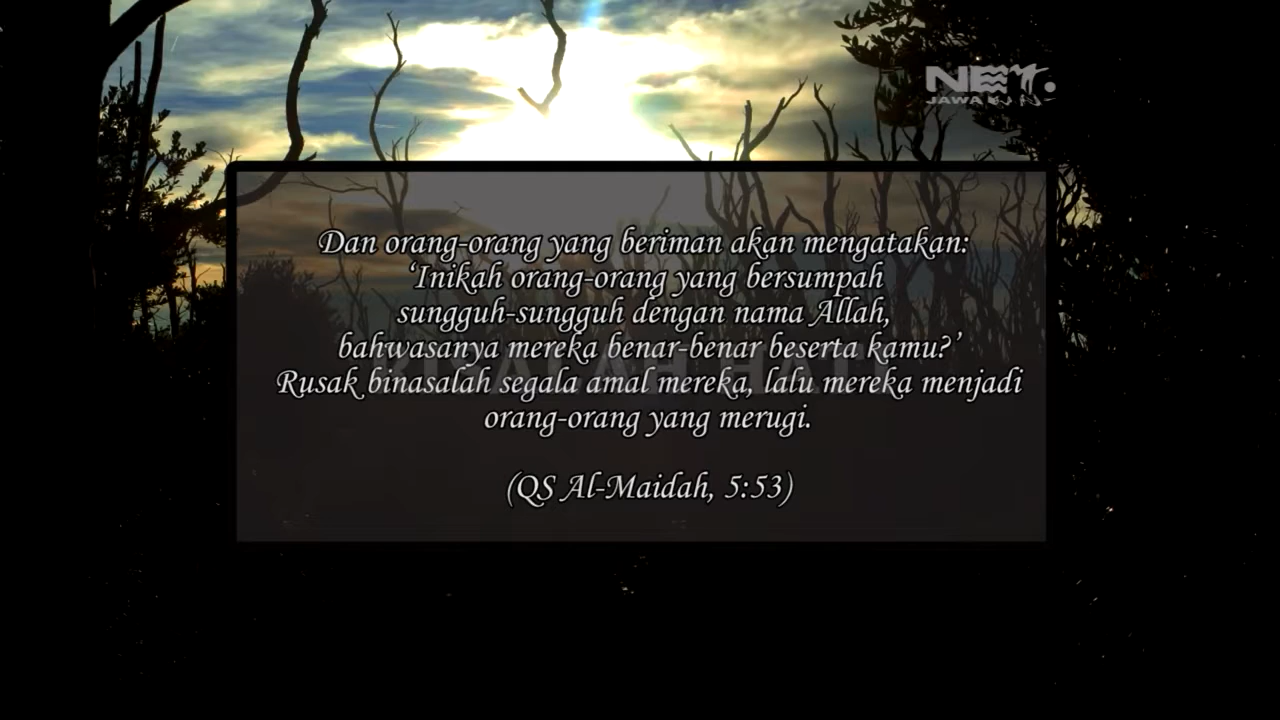 NET.
JAWA
Dan orang-orang yang beriman akan mengatakan:
‘Inikah orang-orang yang bersumpah
sungguh-sungguh dengan nama Allah,
bahwasanya mereka benar-benar beserta kamu?’
Rusak binasalah segala amal mereka, lalu mereka menjadi
orang-orang yang merugi.
(QS Al-Maidah, 5:53)